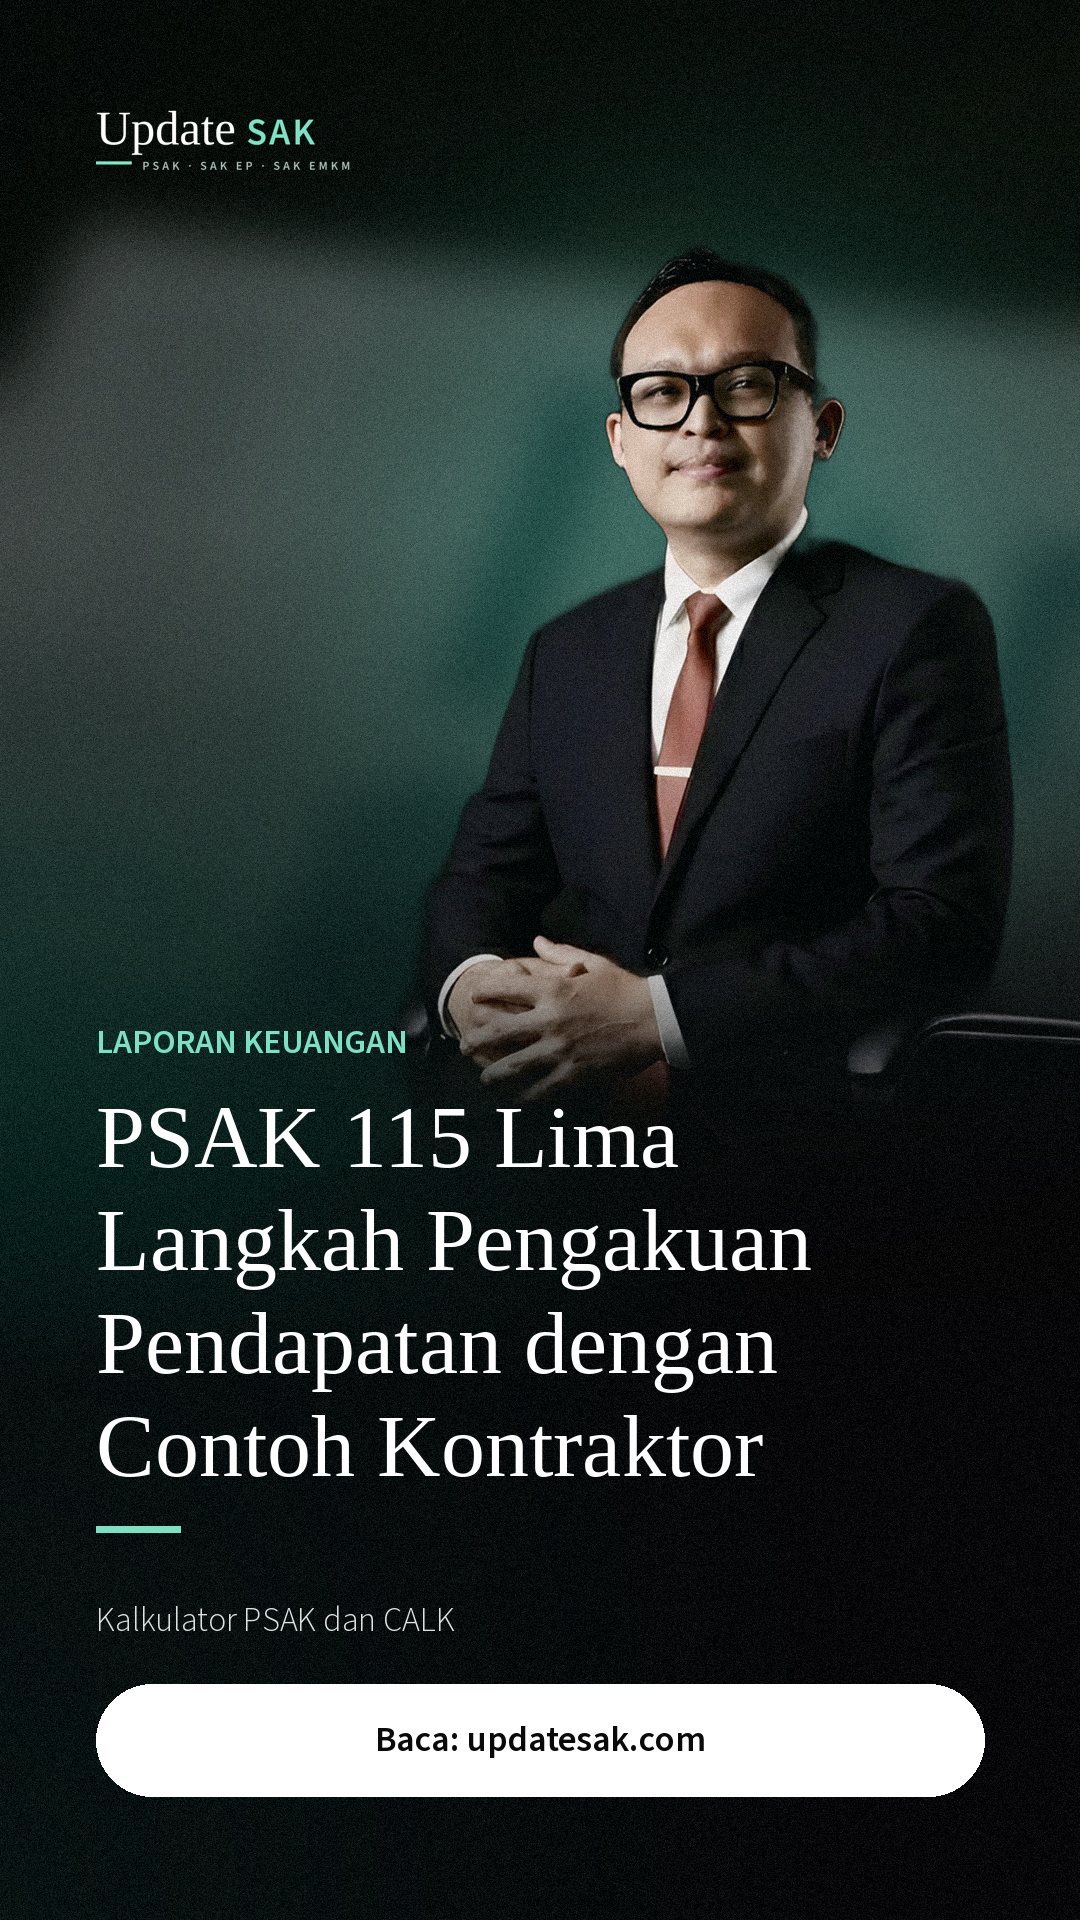 Update SAK
PSAK · SAK EP · SAK EMKM
LAPORAN KEUANGAN
PSAK 115 Lima
Langkah Pengakuan
Pendapatan dengan
Contoh Kontraktor
Kalkulator PSAK dan CALK
Baca: updatesak.com